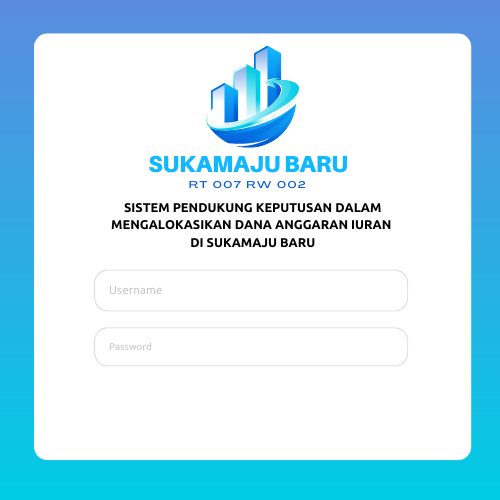 SUKAMAJU BARU
RT 007 RW 002
SISTEM PENDUKUNG KEPUTUSAN DALAM
MENGALOKASIKAN DANA ANGGARAN IURAN
DI SUKAMAJU BARU
Username
Password